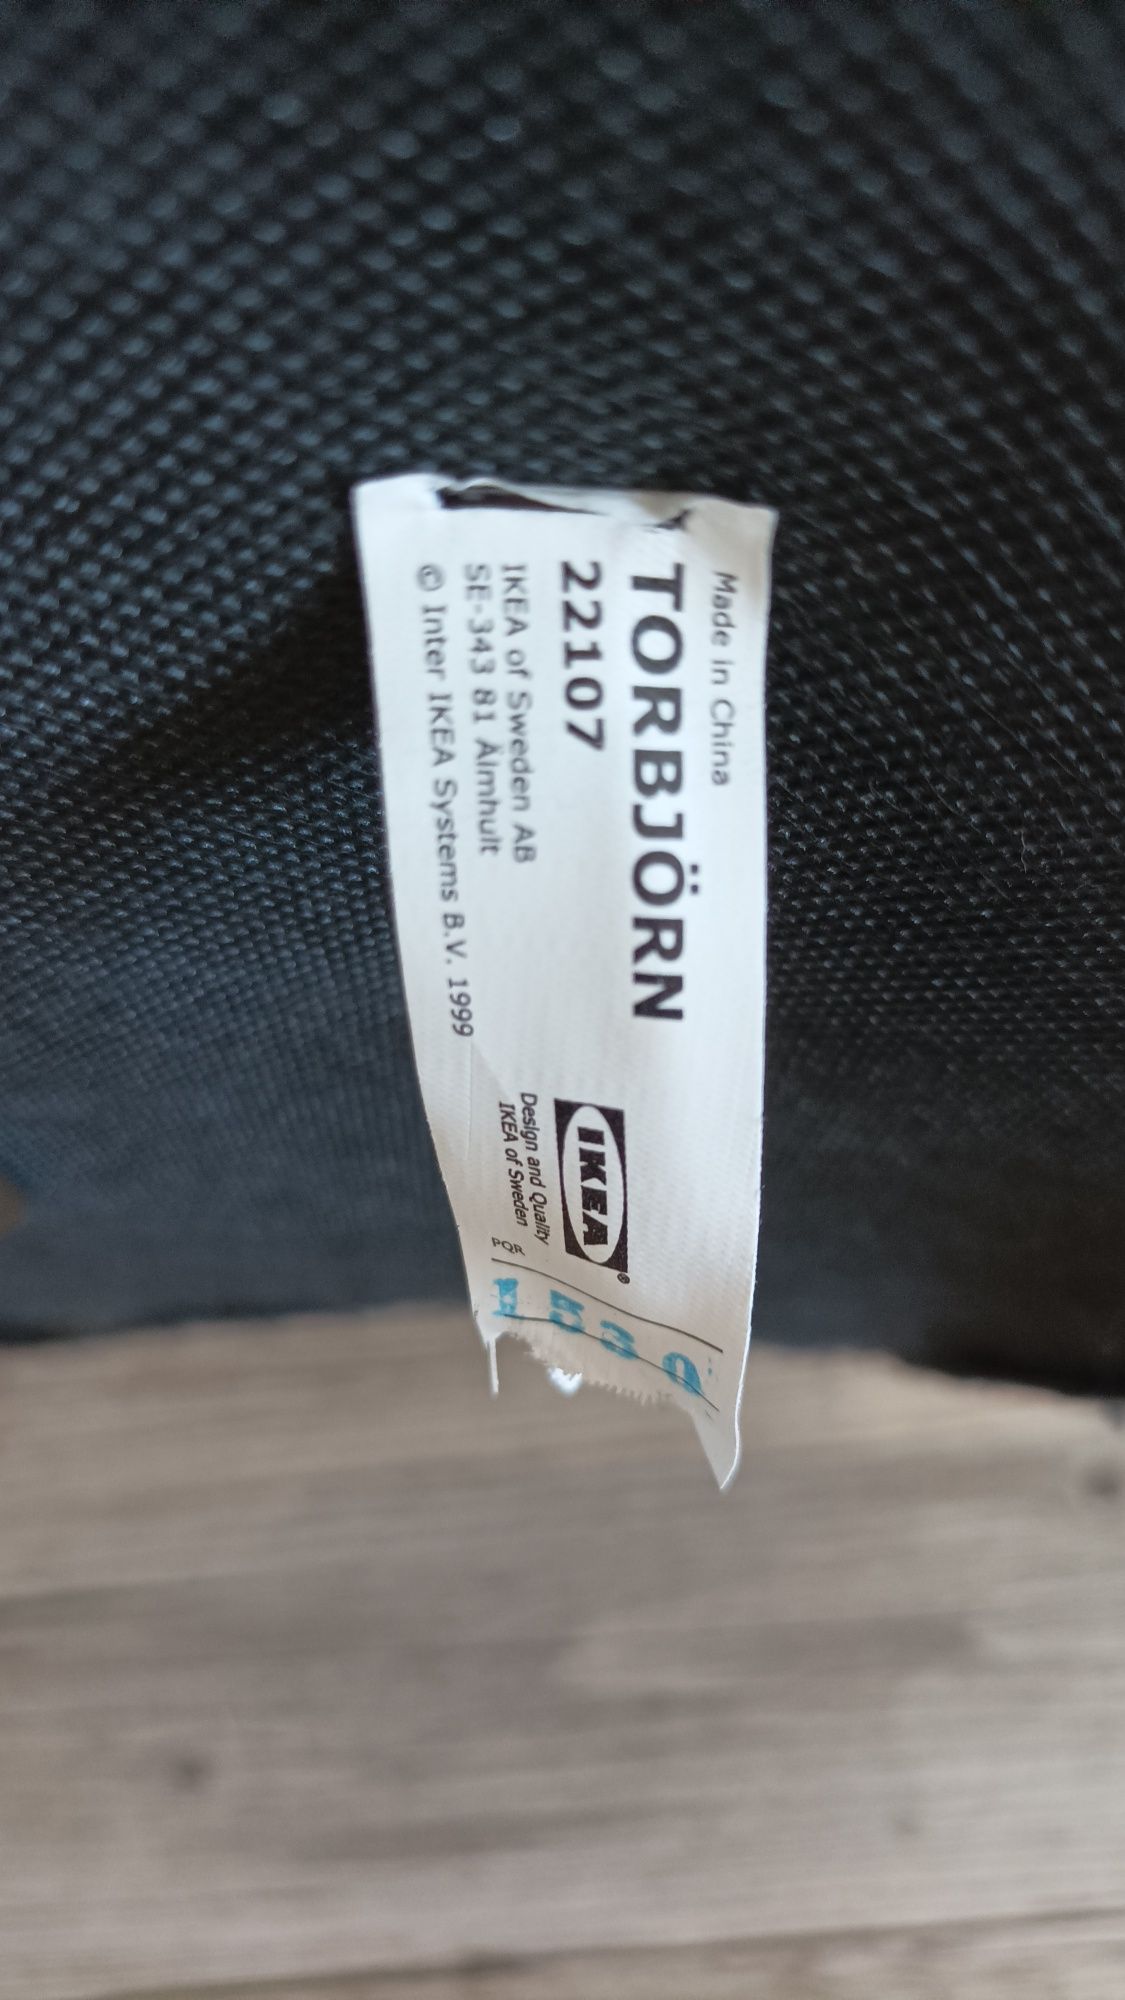 Made in China
TORBJÖRN
22107
IKEA of Sweden AB
SE-343 81 Älmhult
© Inter IKEA Systems B.V. 1999
IKEA®
Design and Quality
IKEA of Sweden
PQR